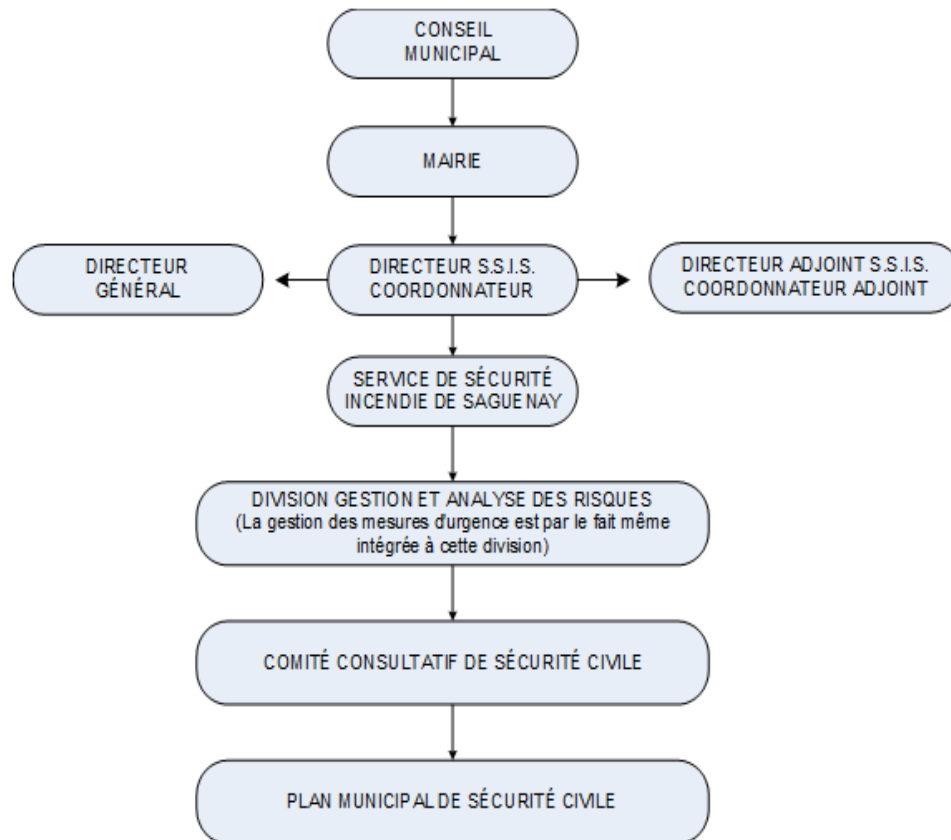 CONSEIL
MUNICIPAL
MAIRIE
DIRECTEUR
GÉNÉRAL
DIRECTEUR S.S.I.S.
COORDONNATEUR
DIRECTEUR ADJOINT S.S.I.S.
COORDONNATEUR ADJOINT
SERVICE DE SÉCURITÉ
INCENDIE DE SAGUENAY
DIVISION GESTION ET ANALYSE DES RISQUES
(La gestion des mesures d'urgence est par le fait même
intégrée à cette division)
COMITÉ CONSULTATIF DE SÉCURITÉ CIVILE
PLAN MUNICIPAL DE SÉCURITÉ CIVILE